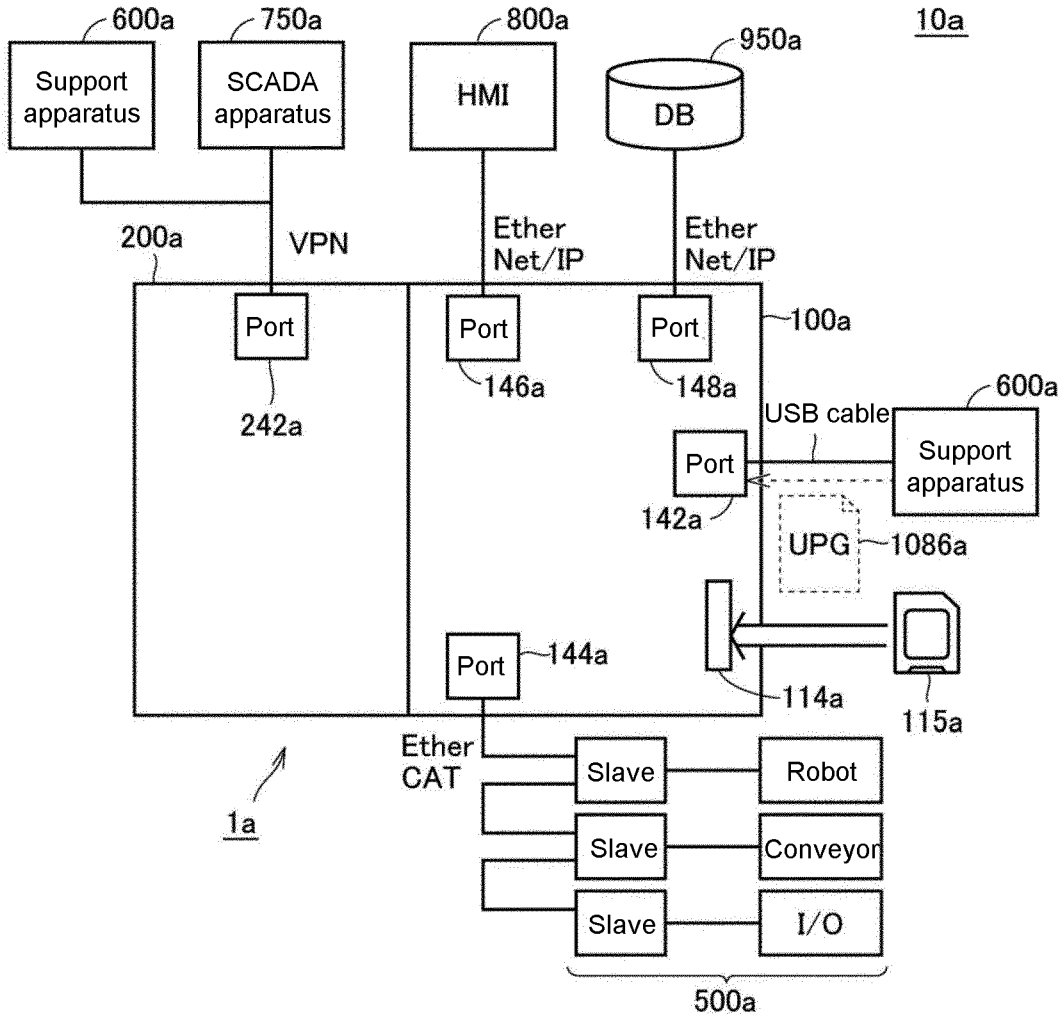 600a
750a
800a
950a
10a
Support
apparatus
SCADA
apparatus
HMI
DB
200a
VPN
Ether
Net/IP
Ether
Net/IP
100a
Port
Port
Port
242a
146a
148a
600a
USB cable
Port
Support
apparatus
142a
UPG
1086a
Port
144a
114a
115a
Ether
CAT
1a
Slave
Robot
Slave
Conveyor
Slave
I/O
500a